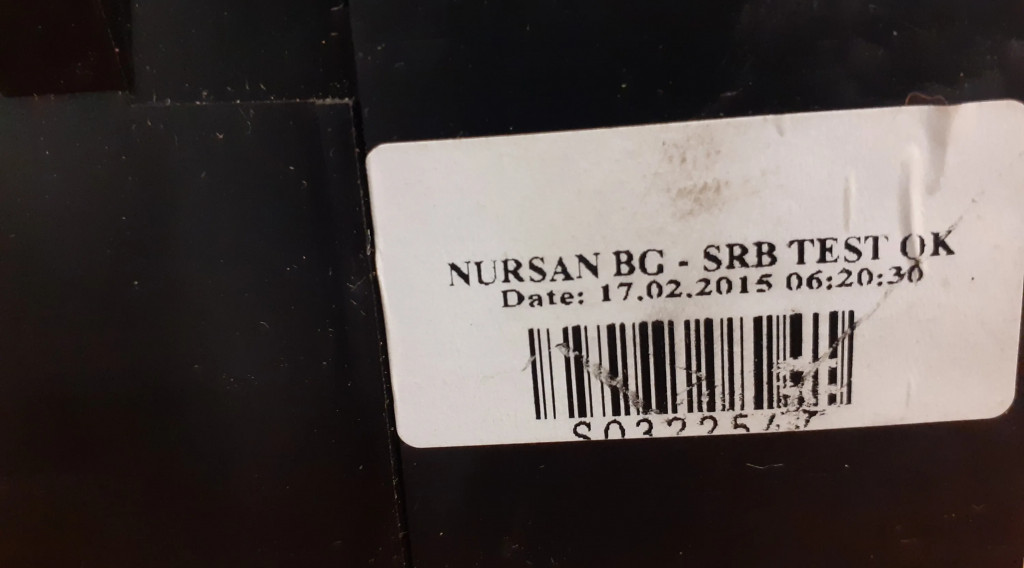 NURSAN BG - SRB TEST OK
Date: 17.02.2015 06:20:30